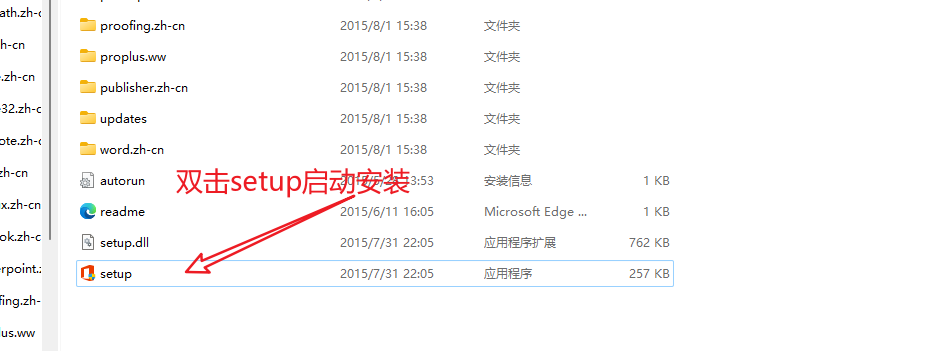 ath.zh-c
h-cn
e.zh-cn
-32.zh-c
ote.zh-c
zh-cn
x.zh-cn
ok.zh-cn
erpoint.z
fing.zh-
lus.ww
proofing.zh-cn 2015/8/1 15:38 文件夹
proplus.ww 2015/8/1 15:38 文件夹
publisher.zh-cn 2015/8/1 15:38 文件夹
updates 2015/8/1 15:38 文件夹
word.zh-cn 2015/8/1 15:38 文件夹
autorun 13:53 安装信息 1 KB
双击setup启动安装
readme 2015/6/11 16:05 Microsoft Edge ... 1 KB
setup.dll 2015/7/31 22:05 应用程序扩展 762 KB
setup 2015/7/31 22:05 应用程序 257 KB